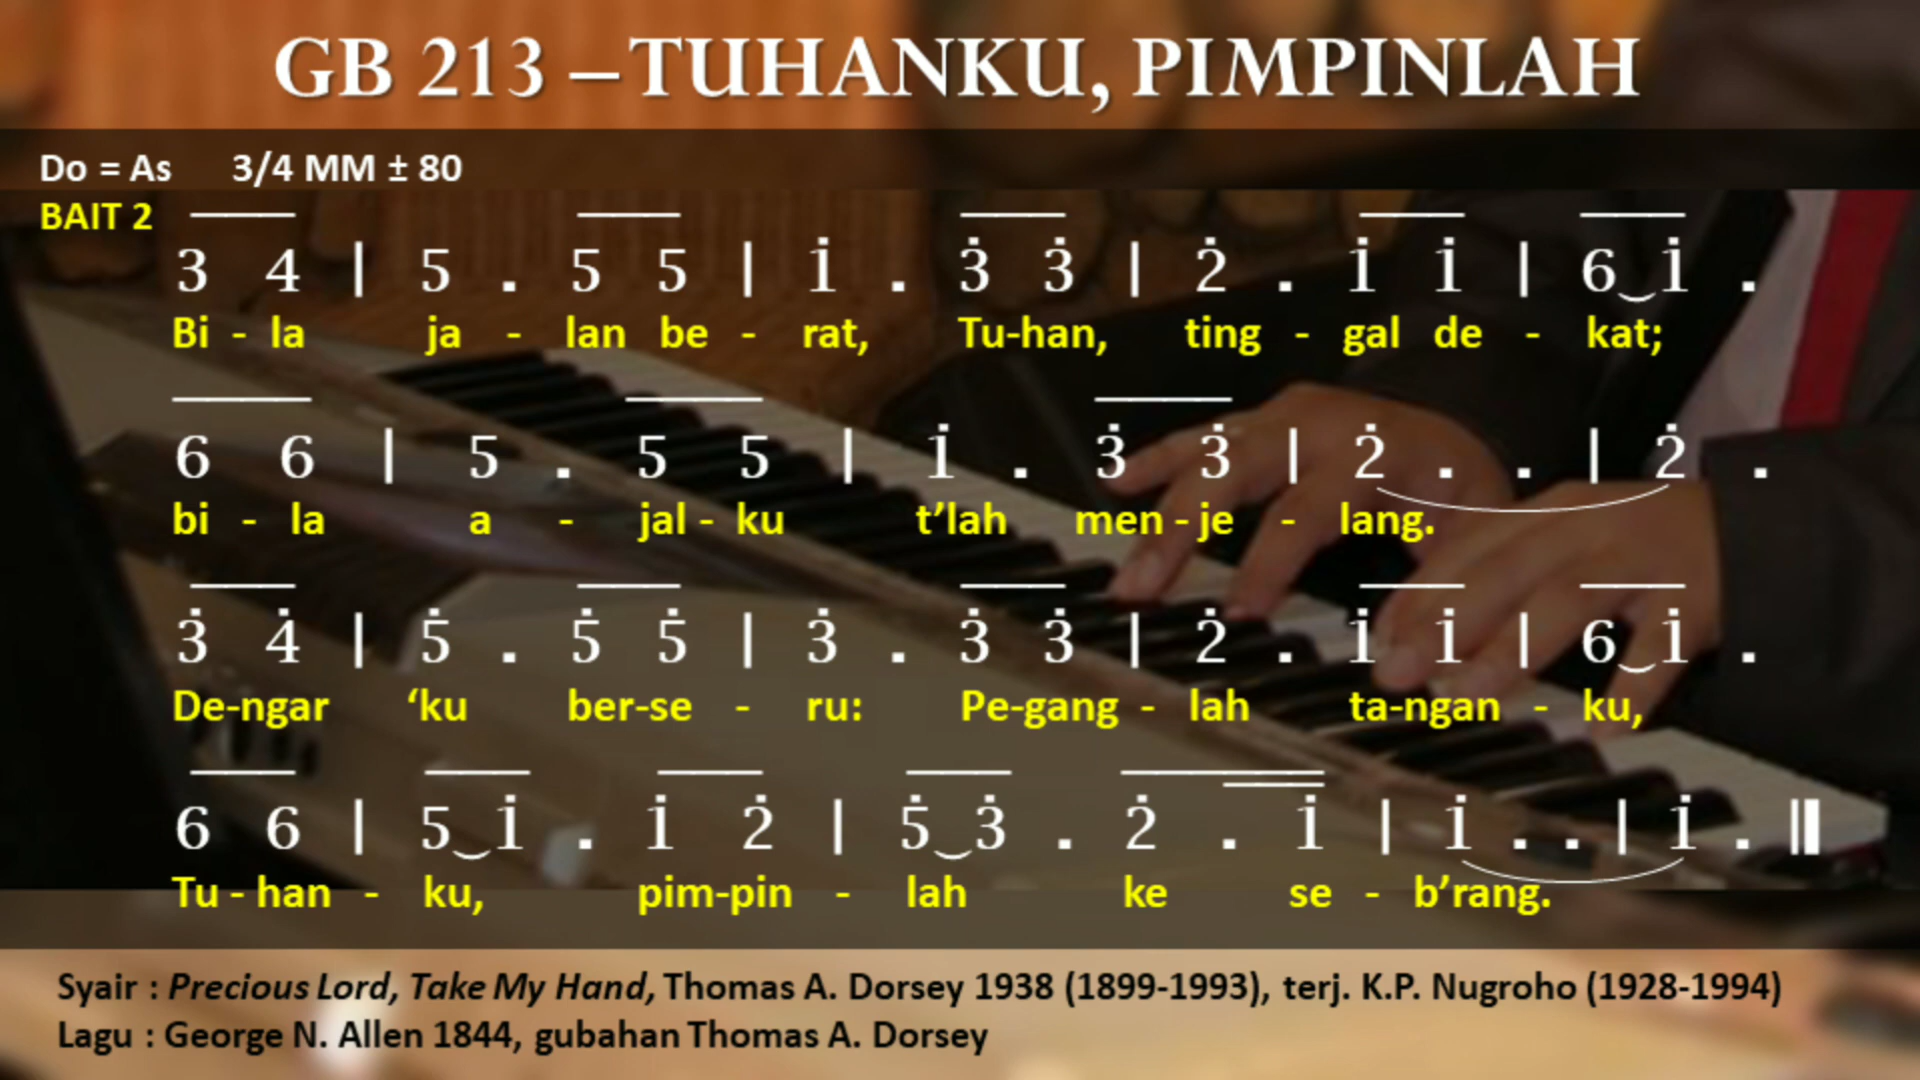 GB 213 – TUHANKU, PIMPINLAH
Do = As 3/4 MM ± 80
BAIT 2
3 4 | 5 . 5 5 | 1̇ . 3̇ 3̇ | 2̇ . 1̇ 1̇ | 6‿1̇ .
Bi - la ja - lan be - rat, Tu-han, ting - gal de - kat;
6 6 | 5 . 5 5 | 1̇ . 3̇ 3̇ | 2̇ . . | 2̇ .
bi - la a - jal - ku t’lah men - je - lang.
3̇ 4̇ | 5̇ . 5̇ 5̇ | 3̇ . 3̇ 3̇ | 2̇ . 1̇ 1̇ | 6‿1̇ .
De-ngar ‘ku ber-se - ru: Pe-gang - lah ta-ngan - ku,
6 6 | 5‿1̇ . 1̇ 2̇ | 5̇‿3̇ . 2̇ . 1̇ | 1̇ . . | 1̇ . ||
Tu - han - ku, pim-pin - lah ke se - b’rang.
Syair : Precious Lord, Take My Hand, Thomas A. Dorsey 1938 (1899-1993), terj. K.P. Nugroho (1928-1994)
Lagu : George N. Allen 1844, gubahan Thomas A. Dorsey